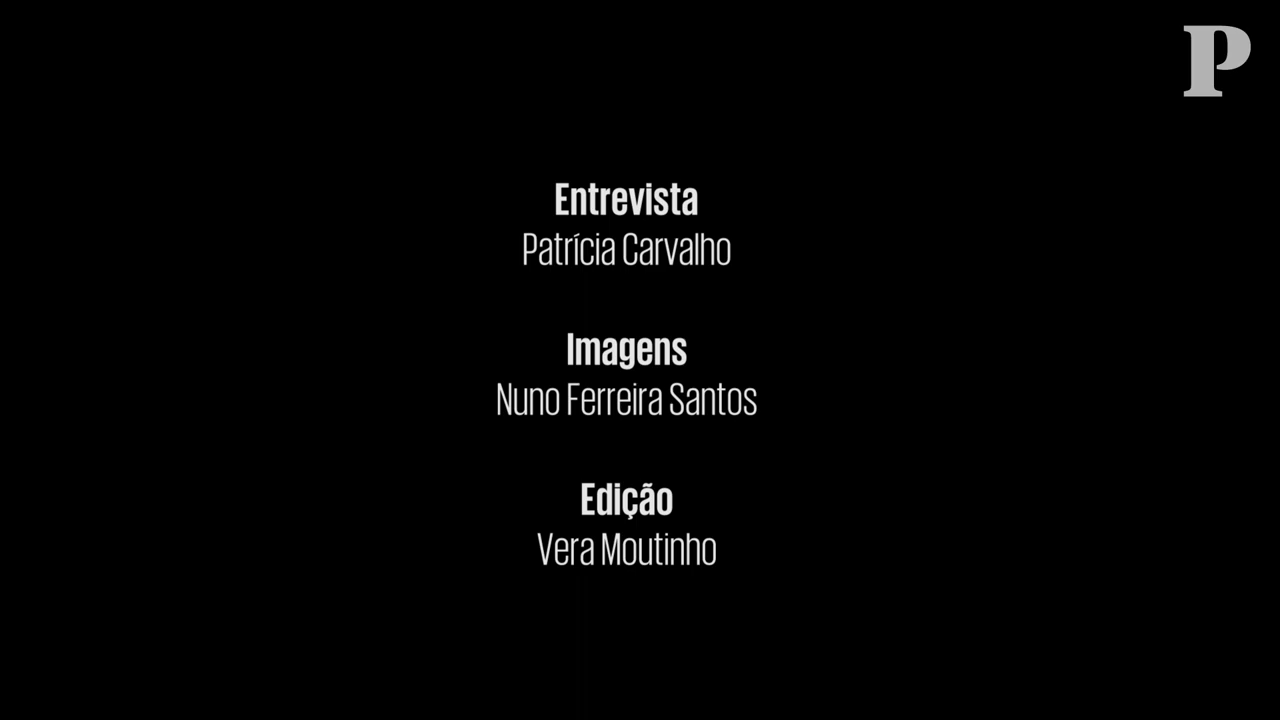 P
Entrevista
Patrícia Carvalho
Imagens
Nuno Ferreira Santos
Edição
Vera Moutinho